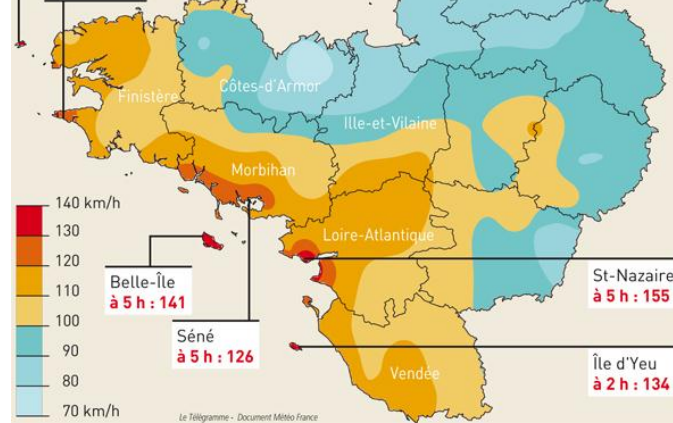 Finistère
Côtes-d'Armor
Ille-et-Vilaine
Morbihan
Loire-Atlantique
Vendée
140 km/h
130
120
110
100
90
80
70 km/h
Belle-Île
à 5 h : 141
Séné
à 5 h : 126
St-Nazaire
à 5 h : 155
Île d'Yeu
à 2 h : 134
Le Télégramme - Document Météo France